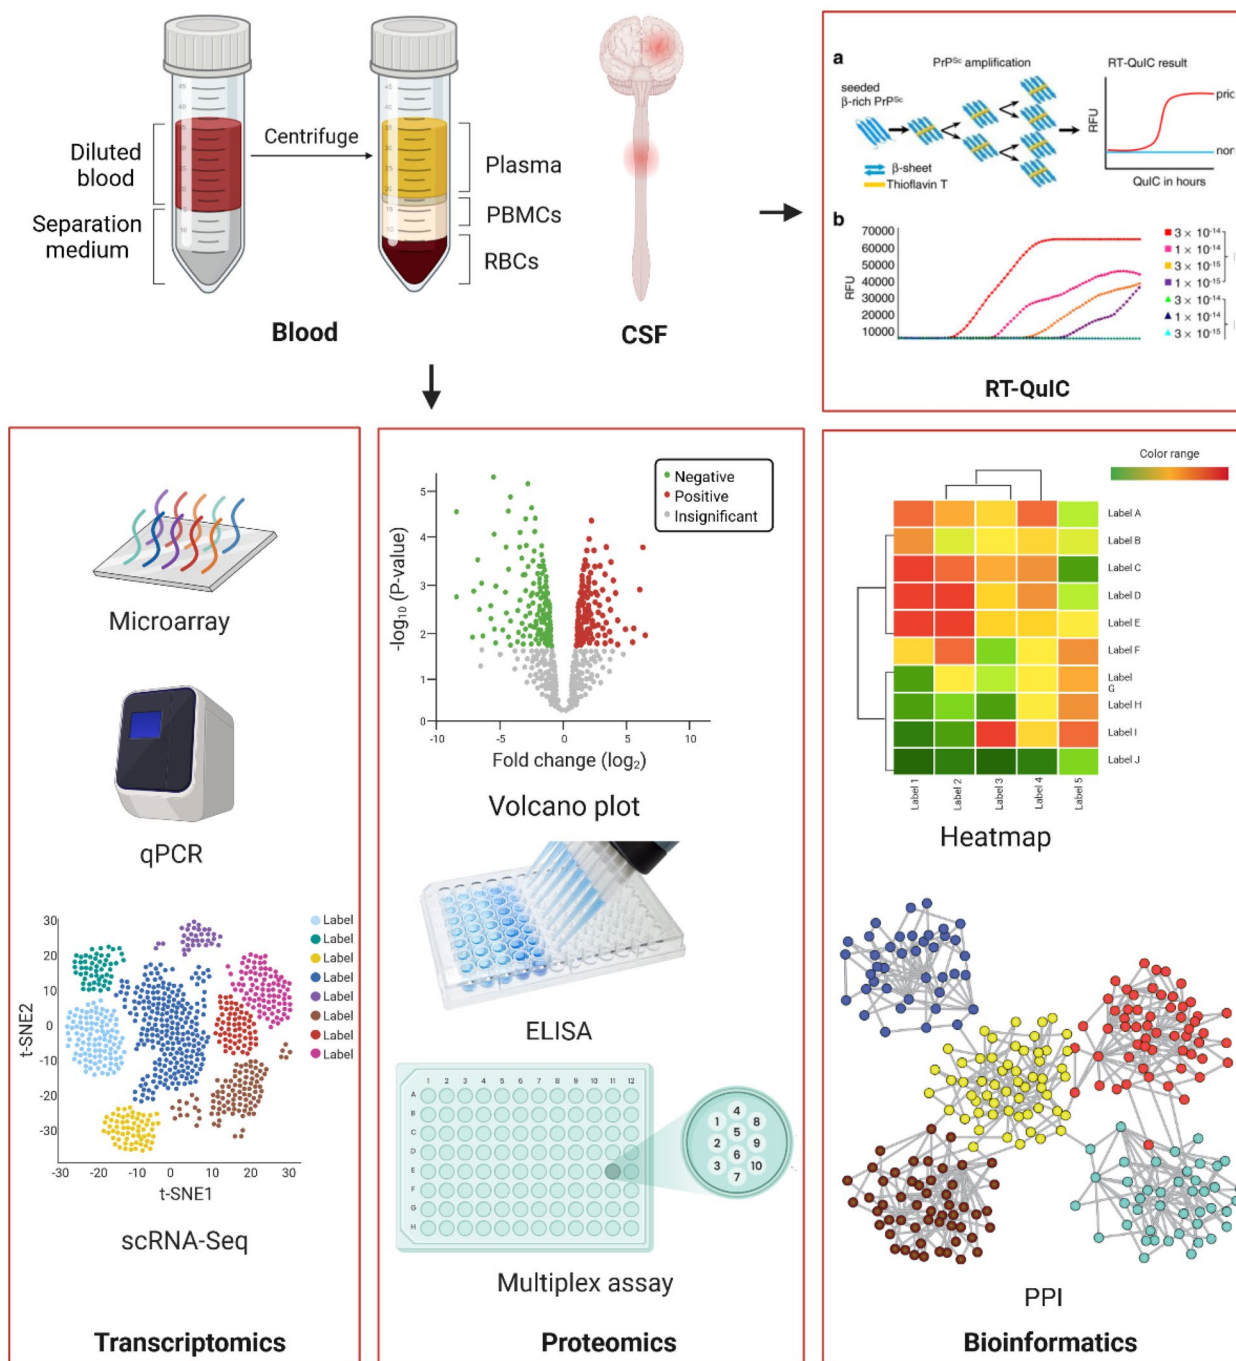 Diluted
blood
Separation
medium
Centrifuge
Plasma
PBMCs
RBCs
Blood
CSF
a
PrPSc amplification
RT-QuIC result
seeded
β-rich PrPSc
β-sheet
Thioflavin T
RFU
QuIC in hours
b
70000
60000
50000
40000
30000
20000
10000
RFU
3 × 10-14
1 × 10-14
3 × 10-15
1 × 10-15
3 × 10-14
1 × 10-14
3 × 10-15
RT-QuIC
Microarray
qPCR
30
20
10
0
-10
-20
-30
t-SNE2
-30 -20 -10 0 10 20 30
t-SNE1
Label
Label
Label
Label
Label
Label
Label
Label
scRNA-Seq
Transcriptomics
Negative
Positive
Insignificant
5
4
3
2
1
0
-log10 (P-value)
-10 -5 0 5 10
Fold change (log2)
Volcano plot
ELISA
1 2 3 4 5 6 7 8 9 10 11 12
A
B
C
D
E
F
G
H
4
1 8
5
2 9
6
3 10
7
Multiplex assay
Proteomics
Color range
Label A
Label B
Label C
Label D
Label E
Label F
Label
G
Label H
Label I
Label J
Label 1
Label 2
Label 3
Label 4
Label 5
Heatmap
PPI
Bioinformatics